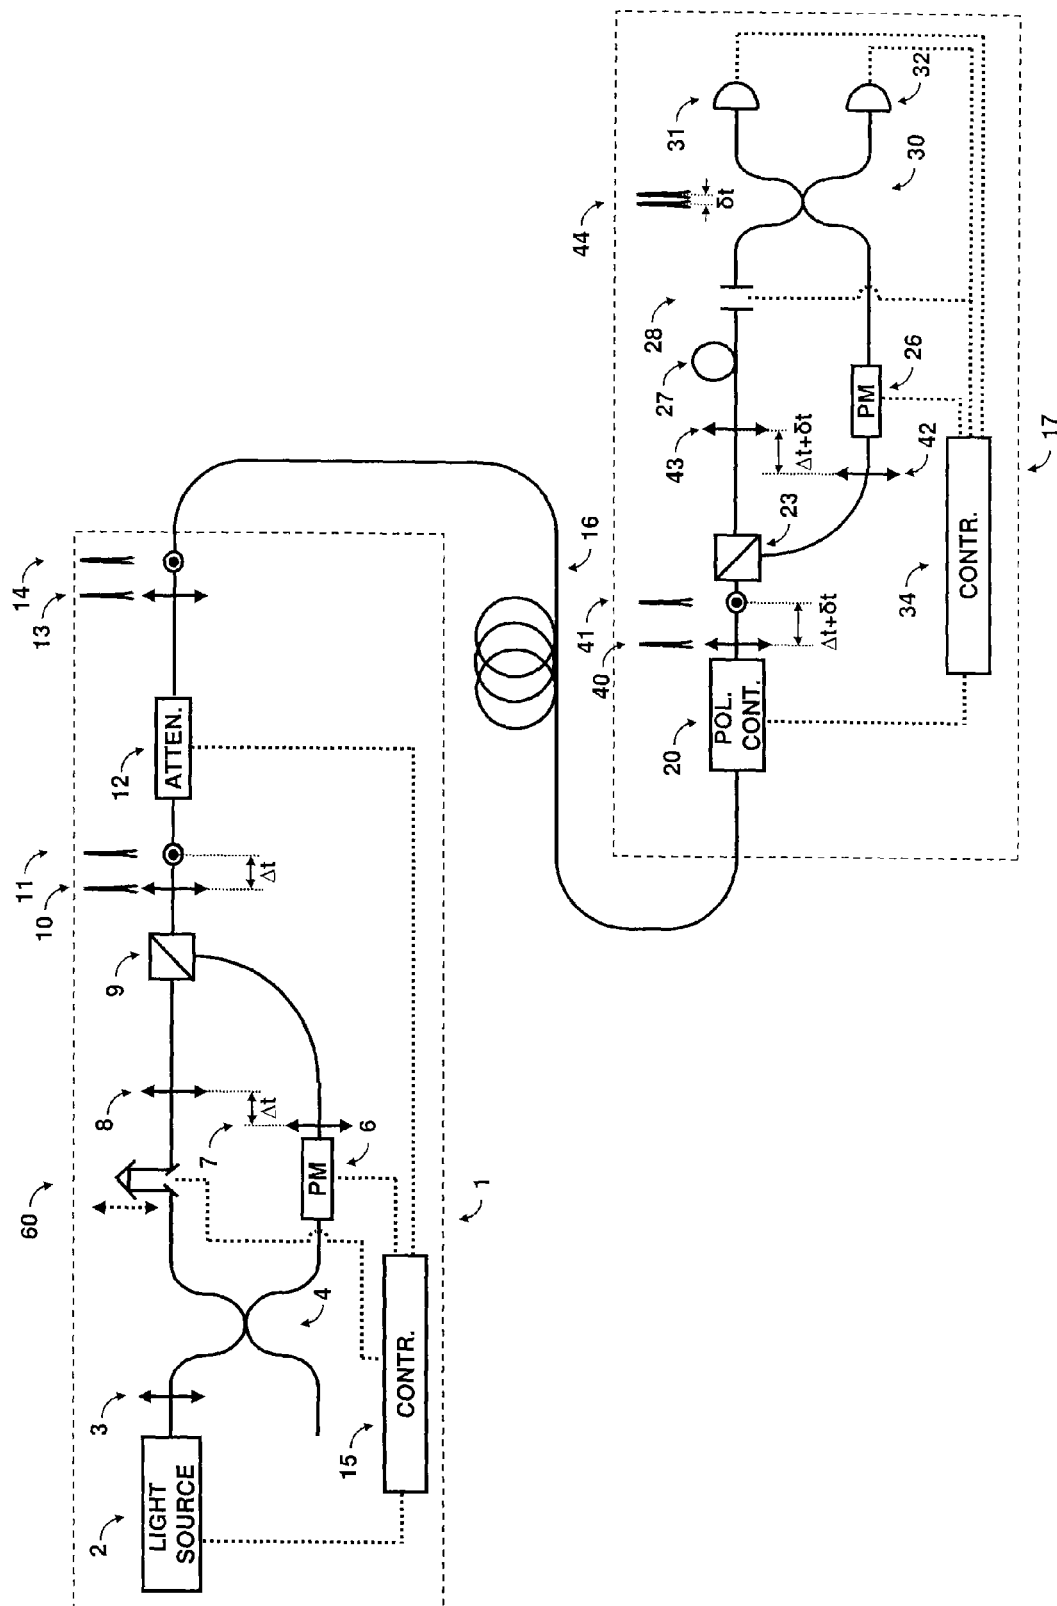 60
3
2
LIGHT
SOURCE
4
15
CONTR.
1
7
PM
6
8
Δt
9
10
11
Δt
12
ATTEN.
13
14
16
20
POL.
CONT.
40
41
Δt+δt
23
43
Δt+δt
42
27
28
PM
26
34
CONTR.
17
44
δt
30
31
32